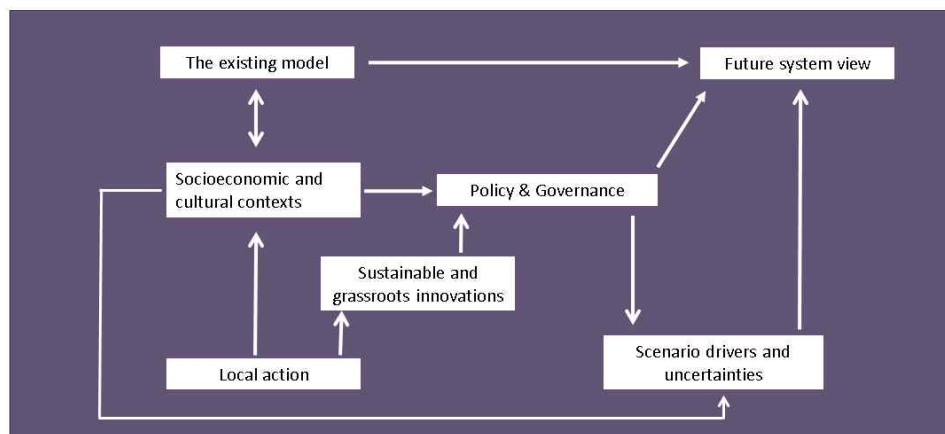 The existing model
Future system view
Socioeconomic and
cultural contexts
Policy & Governance
Sustainable and
grassroots innovations
Scenario drivers and
uncertainties
Local action